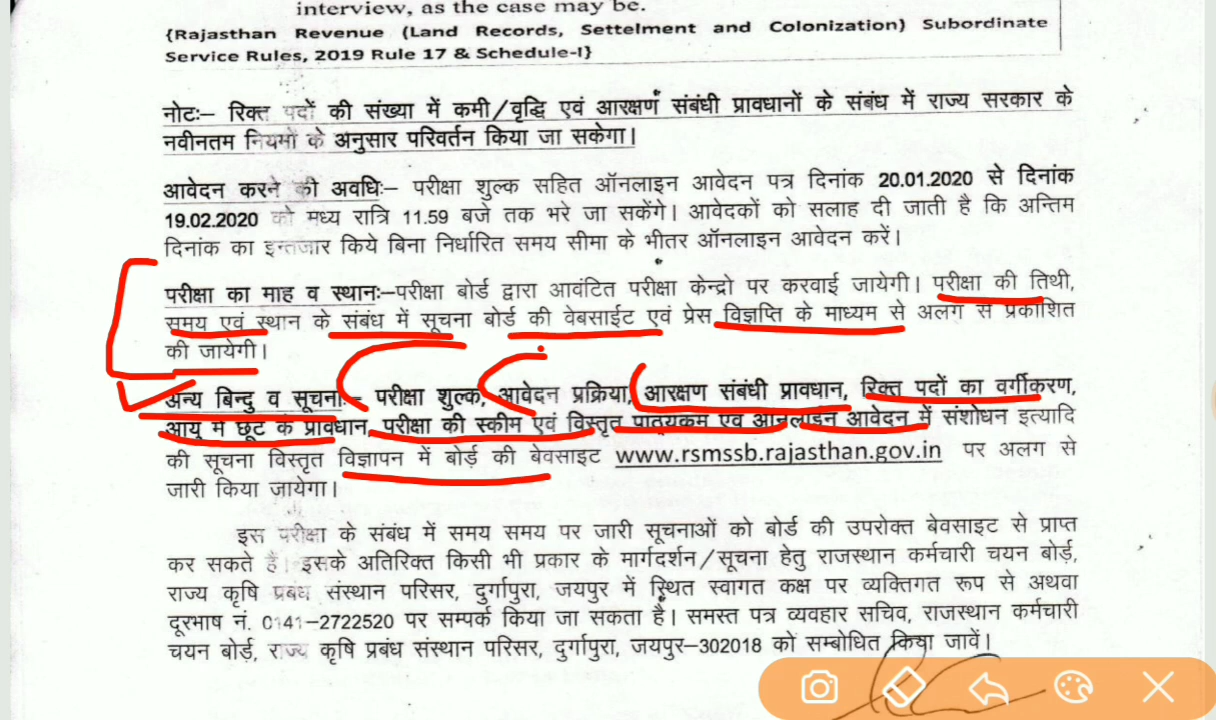 interview, as the case may be.
{Rajasthan Revenue (Land Records, Settelment and Colonization) Subordinate
Service Rules, 2019 Rule 17 & Schedule-I}
नोटः– रिक्त पदों की संख्या में कमी/वृद्धि एवं आरक्षण संबंधी प्रावधानों के संबंध में राज्य सरकार के
नवीनतम नियमों के अनुसार परिवर्तन किया जा सकेगा।
आवेदन करने की अवधिः– परीक्षा शुल्क सहित ऑनलाइन आवेदन पत्र दिनांक 20.01.2020 से दिनांक
19.02.2020 को मध्य रात्रि 11.59 बजे तक भरे जा सकेंगे। आवेदकों को सलाह दी जाती है कि अन्तिम
दिनांक का इन्तजार किये बिना निर्धारित समय सीमा के भीतर ऑनलाइन आवेदन करें।
परीक्षा का माह व स्थानः–परीक्षा बोर्ड द्वारा आवंटित परीक्षा केन्द्रो पर करवाई जायेगी। परीक्षा की तिथी,
समय एवं स्थान के संबंध में सूचना बोर्ड की वेबसाईट एवं प्रेस विज्ञप्ति के माध्यम से अलग से प्रकाशित
की जायेगी।
अन्य बिन्दु व सूचनाः– परीक्षा शुल्क, आवेदन प्रक्रिया, आरक्षण संबंधी प्रावधान, रिक्त पदों का वर्गीकरण,
आयु में छूट के प्रावधान, परीक्षा की स्कीम एवं विस्तृत पाठ्यक्रम एवं ऑनलाईन आवेदन में संशोधन इत्यादि
की सूचना विस्तृत विज्ञापन में बोर्ड की बेवसाइट www.rsmssb.rajasthan.gov.in पर अलग से
जारी किया जायेगा।
इस परीक्षा के संबंध में समय समय पर जारी सूचनाओं को बोर्ड की उपरोक्त बेवसाइट से प्राप्त
कर सकते हैं। इसके अतिरिक्त किसी भी प्रकार के मार्गदर्शन/सूचना हेतु राजस्थान कर्मचारी चयन बोर्ड,
राज्य कृषि प्रबंध संस्थान परिसर, दुर्गापुरा, जयपुर में स्थित स्वागत कक्ष पर व्यक्तिगत रूप से अथवा
दूरभाष नं. 0141–2722520 पर सम्पर्क किया जा सकता है। समस्त पत्र व्यवहार सचिव, राजस्थान कर्मचारी
चयन बोर्ड, राज्य कृषि प्रबंध संस्थान परिसर, दुर्गापुरा, जयपुर–302018 को सम्बोधित किया जावें।